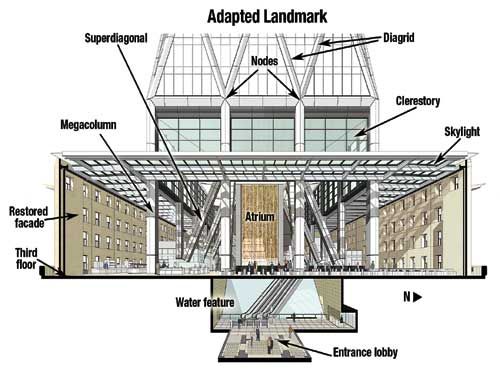 Adapted Landmark
Superdiagonal
Diagrid
Nodes
Clerestory
Megacolumn
Skylight
Restored
facade
Atrium
Third
floor
Water feature
N
Entrance lobby